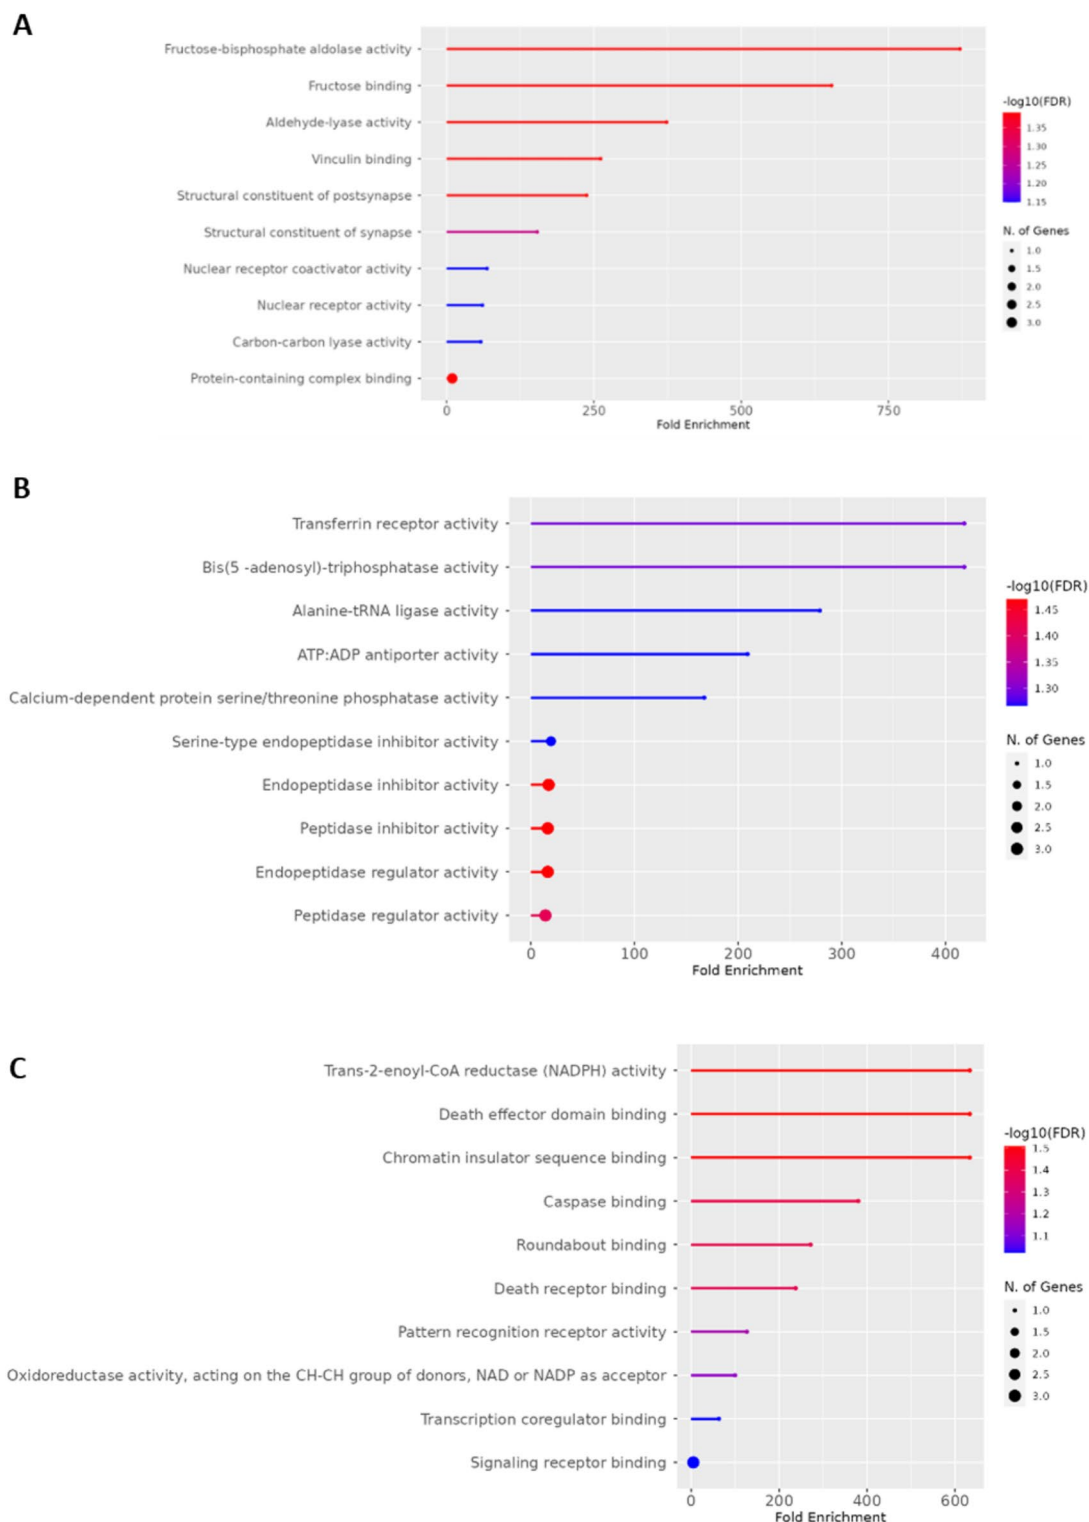 A
Fructose-bisphosphate aldolase activity
Fructose binding
Aldehyde-lyase activity
Vinculin binding
Structural constituent of postsynapse
Structural constituent of synapse
Nuclear receptor coactivator activity
Nuclear receptor activity
Carbon-carbon lyase activity
Protein-containing complex binding
0 250 500 750
Fold Enrichment
-log10(FDR)
1.35
1.30
1.25
1.20
1.15
N. of Genes
1.0
1.5
2.0
2.5
3.0
B
Transferrin receptor activity
Bis(5 -adenosyl)-triphosphatase activity
Alanine-tRNA ligase activity
ATP:ADP antiporter activity
Calcium-dependent protein serine/threonine phosphatase activity
Serine-type endopeptidase inhibitor activity
Endopeptidase inhibitor activity
Peptidase inhibitor activity
Endopeptidase regulator activity
Peptidase regulator activity
0 100 200 300 400
Fold Enrichment
-log10(FDR)
1.45
1.40
1.35
1.30
N. of Genes
1.0
1.5
2.0
2.5
3.0
C
Trans-2-enoyl-CoA reductase (NADPH) activity
Death effector domain binding
Chromatin insulator sequence binding
Caspase binding
Roundabout binding
Death receptor binding
Pattern recognition receptor activity
Oxidoreductase activity, acting on the CH-CH group of donors, NAD or NADP as acceptor
Transcription coregulator binding
Signaling receptor binding
0 200 400 600
Fold Enrichment
-log10(FDR)
1.5
1.4
1.3
1.2
1.1
N. of Genes
1.0
1.5
2.0
2.5
3.0